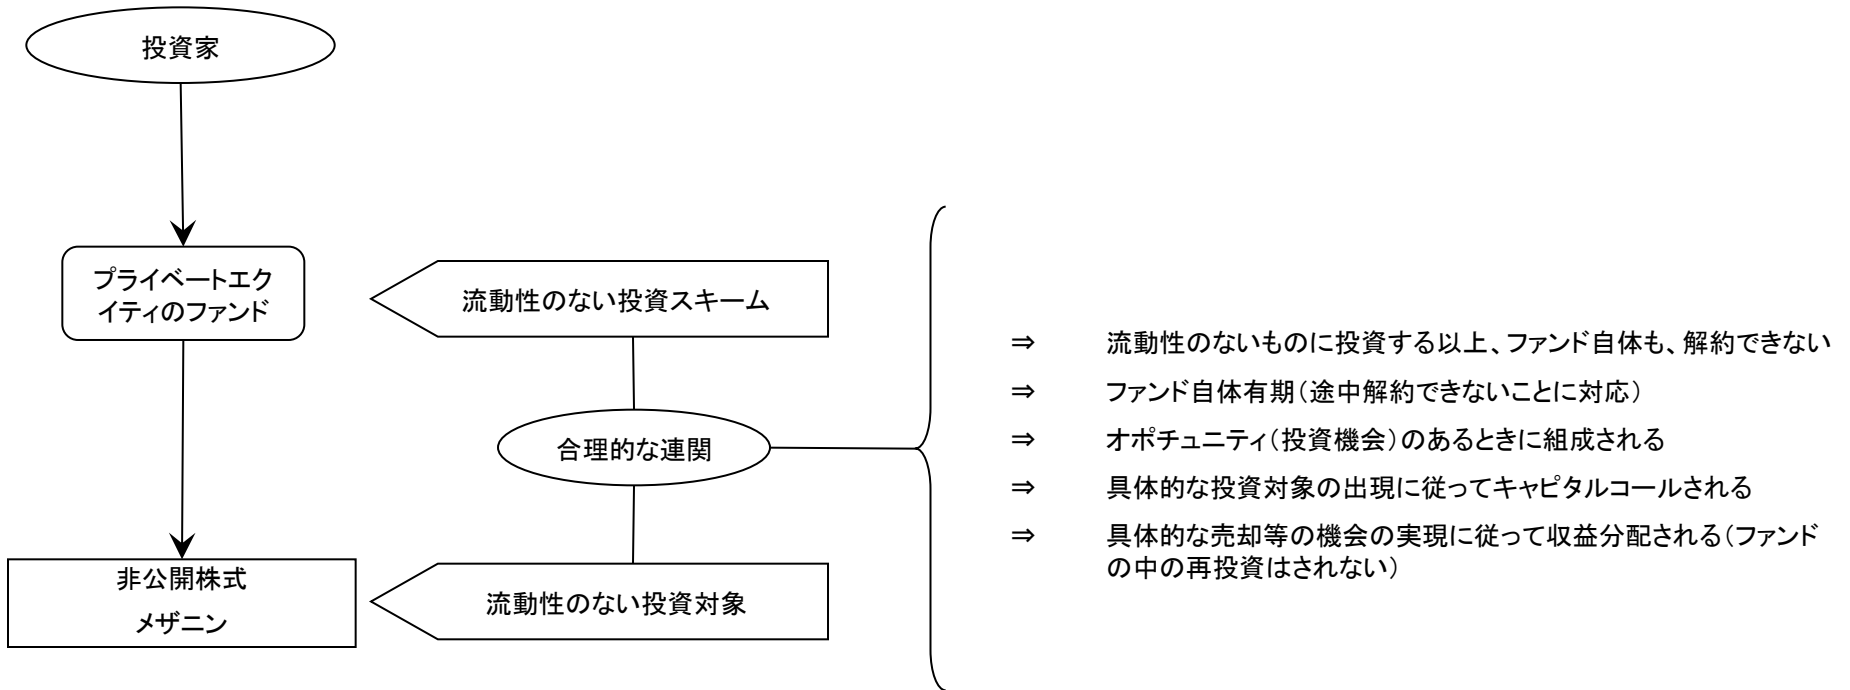 投資家
プライベートエク
イティのファンド
流動性のない投資スキーム
合理的な連関
非公開株式
メザニン
流動性のない投資対象
⇒ 流動性のないものに投資する以上、ファンド自体も、解約できない
⇒ ファンド自体有期(途中解約できないことに対応)
⇒ オポチュニティ(投資機会)のあるときに組成される
⇒ 具体的な投資対象の出現に従ってキャピタルコールされる
⇒ 具体的な売却等の機会の実現に従って収益分配される(ファンド
の中の再投資はされない)